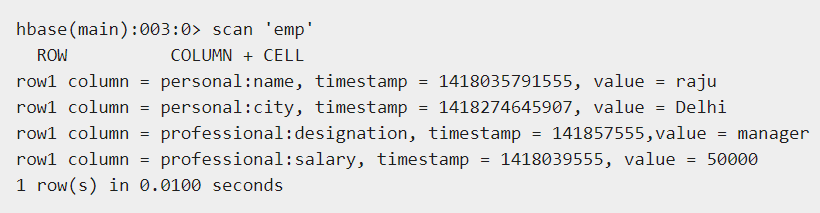 hbase(main):003:0> scan 'emp'
ROW COLUMN + CELL
row1 column = personal:name, timestamp = 1418035791555, value = raju
row1 column = personal:city, timestamp = 1418274645907, value = Delhi
row1 column = professional:designation, timestamp = 141857555,value = manager
row1 column = professional:salary, timestamp = 1418039555, value = 50000
1 row(s) in 0.0100 seconds